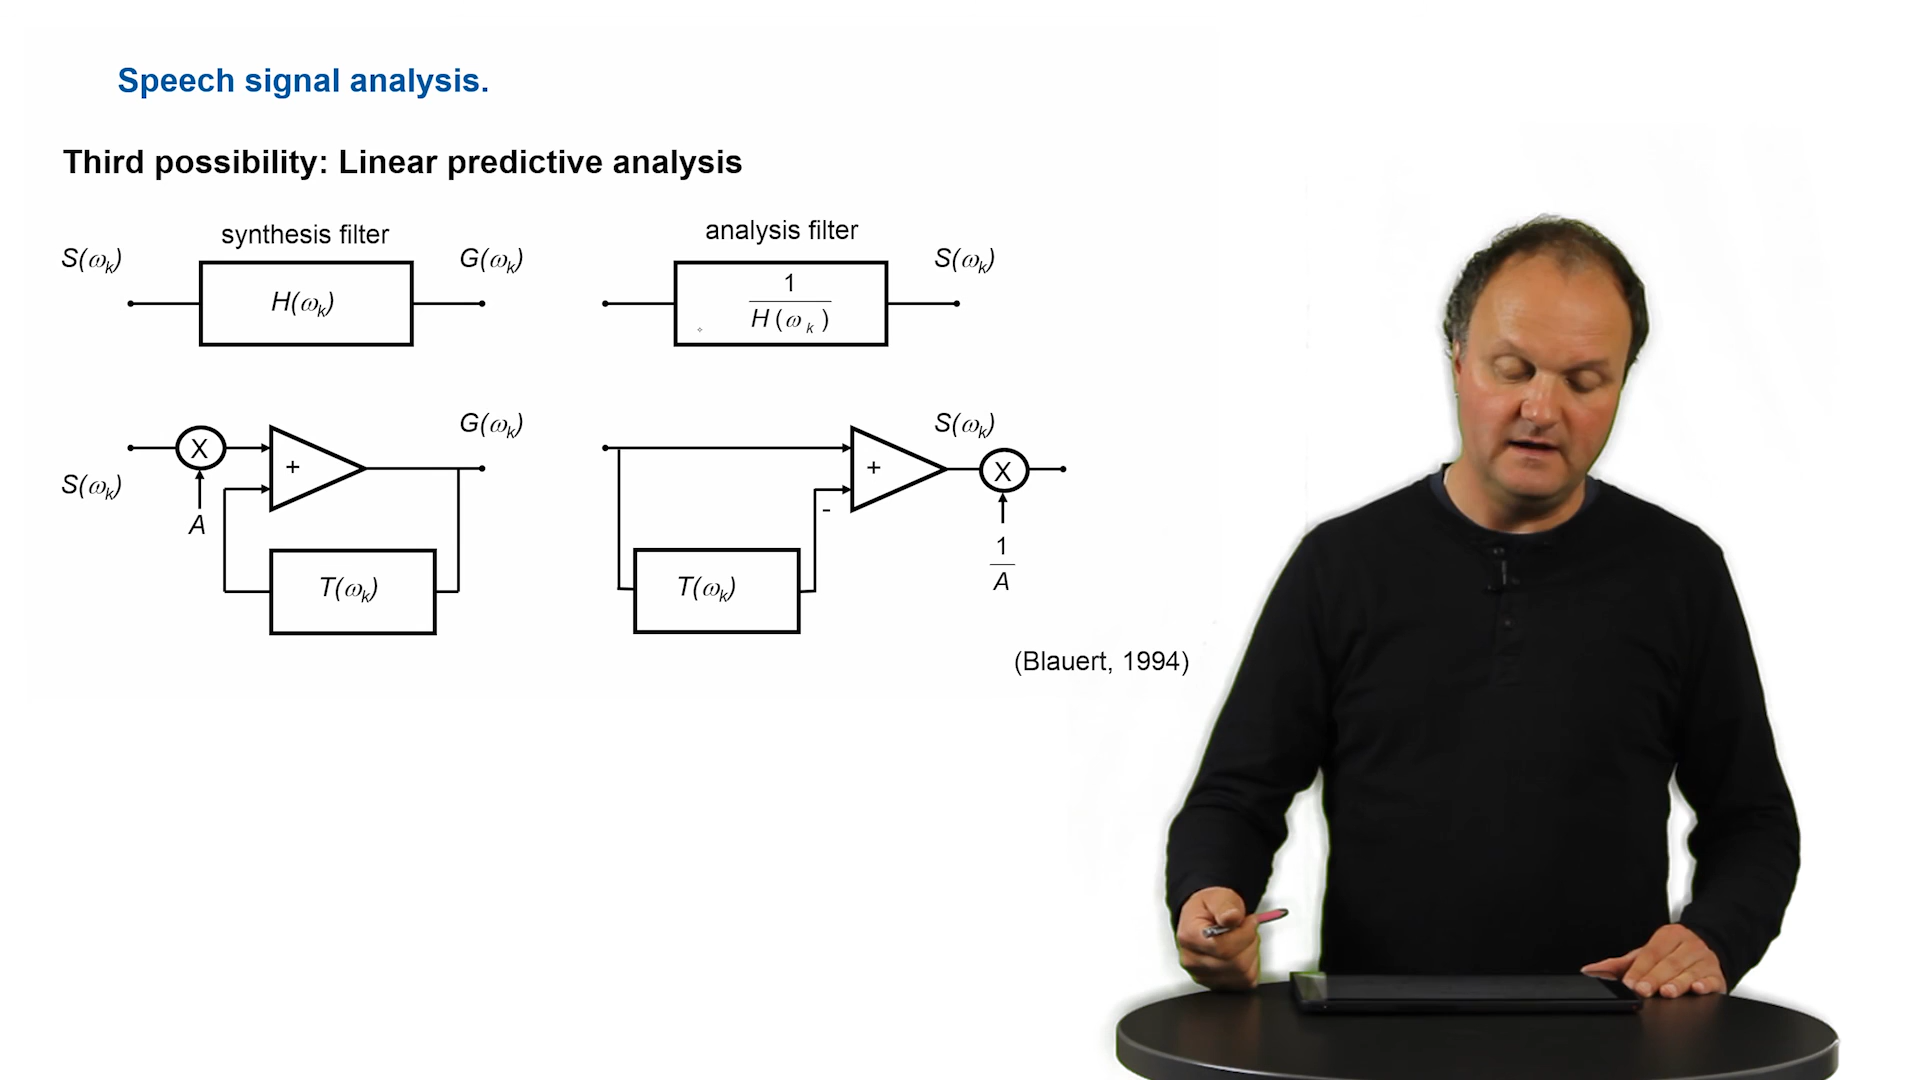 Speech signal analysis.
Third possibility: Linear predictive analysis
synthesis filter
analysis filter
S(ωk)
G(ωk)
S(ωk)
H(ωk)
1
H(ωk)
G(ωk)
S(ωk)
X
+
+
X
S(ωk)
-
A
1
A
T(ωk)
T(ωk)
(Blauert, 1994)